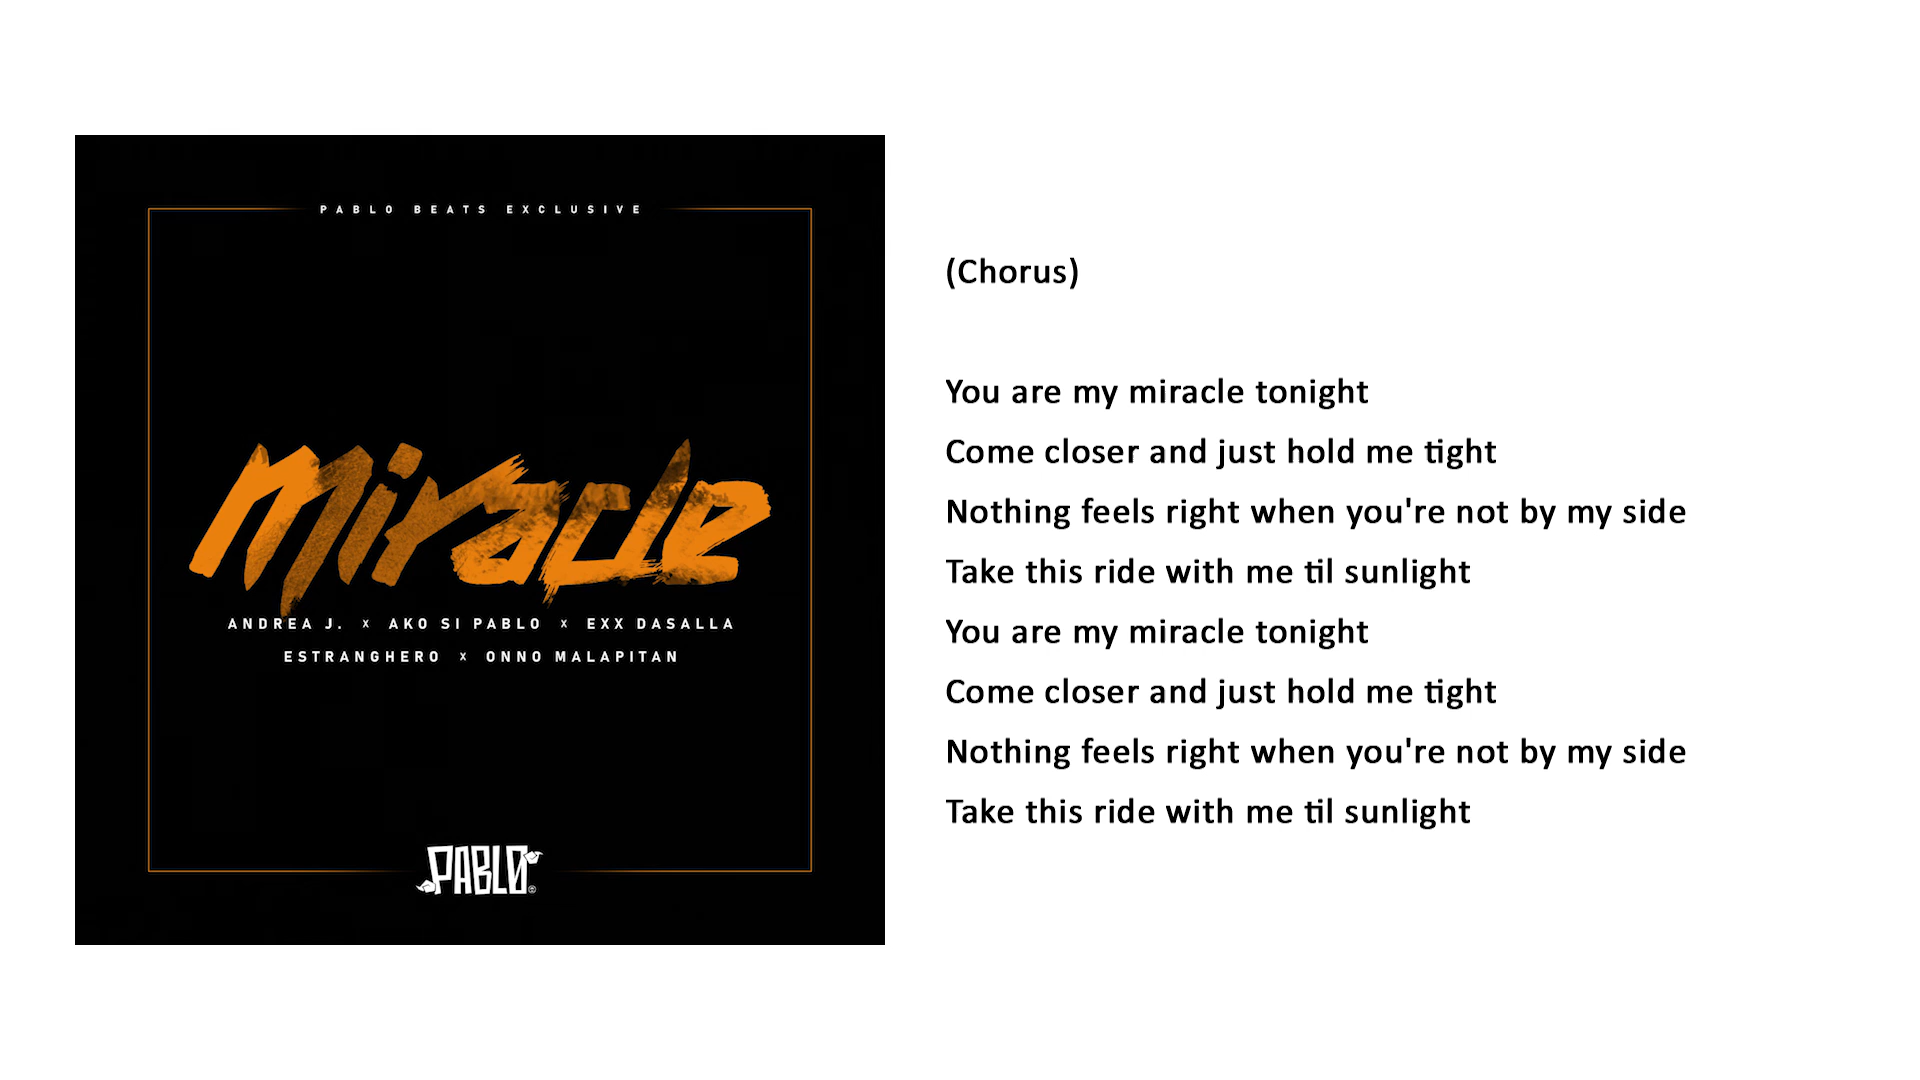 PABLO BEATS EXCLUSIVE
miracle
ANDREA J. x AKO SI PABLO x EXX DASALLA
ESTRANGHERO x ONNO MALAPITAN
PABLO
(Chorus)
You are my miracle tonight
Come closer and just hold me tight
Nothing feels right when you're not by my side
Take this ride with me til sunlight
You are my miracle tonight
Come closer and just hold me tight
Nothing feels right when you're not by my side
Take this ride with me til sunlight